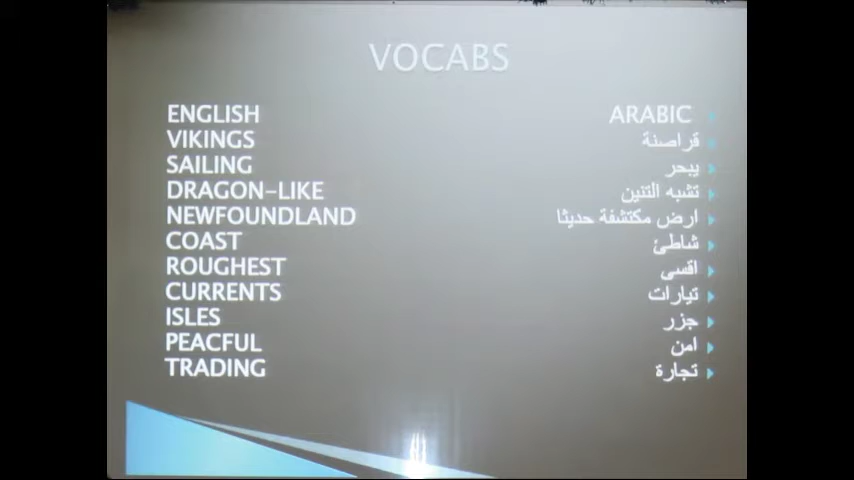 VOCABS
ENGLISH ARABIC
VIKINGS قراصنة
SAILING يبحر
DRAGON-LIKE تشبه التنين
NEWFOUNDLAND ارض مكتشفة حديثا
COAST شاطئ
ROUGHEST اقسى
CURRENTS تيارات
ISLES جزر
PEACFUL امن
TRADING تجارة